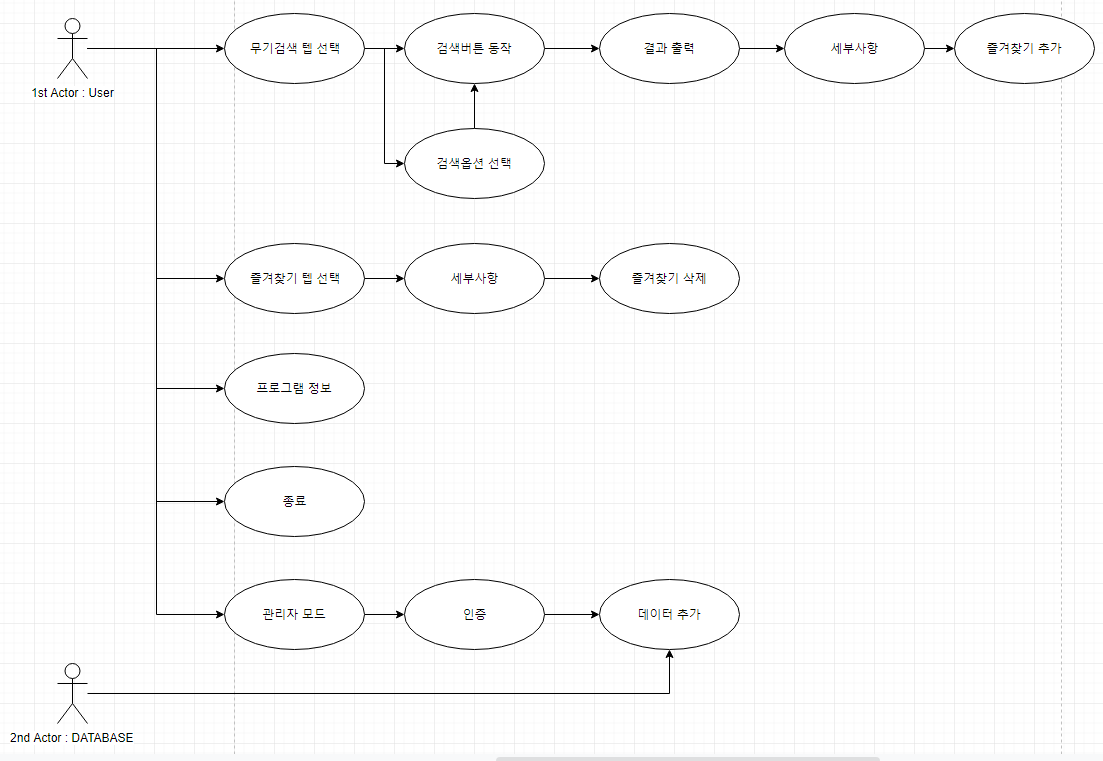 무기검색 텝 선택
검색버튼 동작
결과 출력
세부사항
즐겨찾기 추가
1st Actor : User
검색옵션 선택
즐겨찾기 텝 선택
세부사항
즐겨찾기 삭제
프로그램 정보
종료
관리자 모드
인증
데이터 추가
2nd Actor : DATABASE